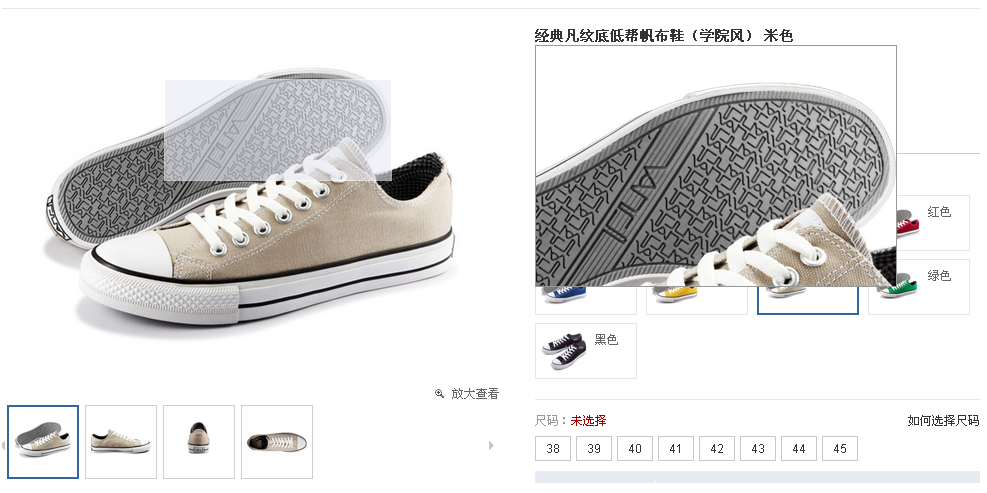 经典凡纹底低帮帆布鞋（学院风） 米色
红色
绿色
黑色
放大查看
尺码：未选择
如何选择尺码
38 39 40 41 42 43 44 45